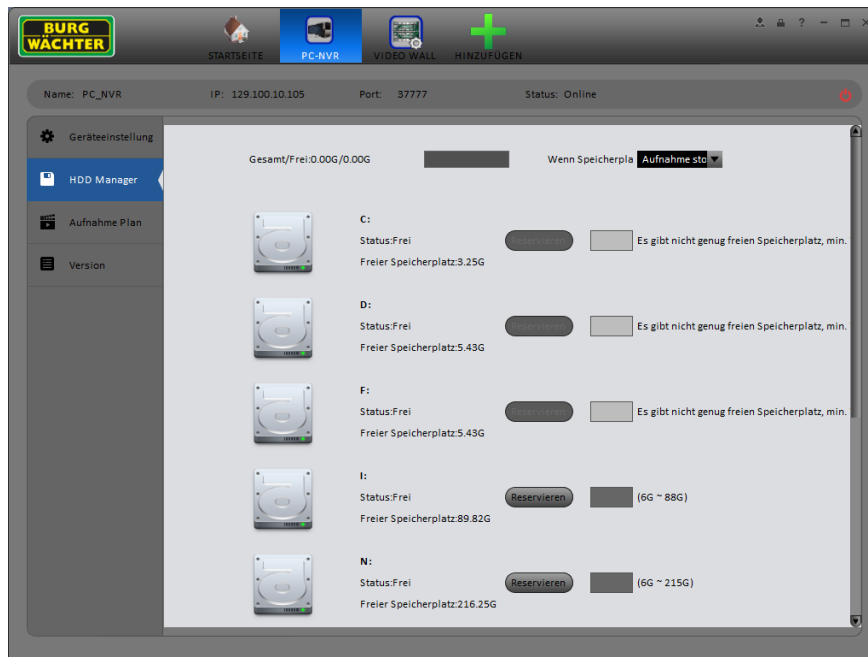 BURG
WÄCHTER
STARTSEITE PC-NVR VIDEO WALL HINZUFÜGEN
Name: PC_NVR IP: 129.100.10.105 Port: 37777 Status: Online
Geräteeinstellung
HDD Manager
Aufnahme Plan
Version
Gesamt/Frei:0.00G/0.00G Wenn Speicherpla Aufnahme sto
C:
Status:Frei Reservieren Es gibt nicht genug freien Speicherplatz, min.
Freier Speicherplatz:3.25G
D:
Status:Frei Reservieren Es gibt nicht genug freien Speicherplatz, min.
Freier Speicherplatz:5.43G
F:
Status:Frei Reservieren Es gibt nicht genug freien Speicherplatz, min.
Freier Speicherplatz:5.43G
I:
Status:Frei Reservieren (6G ~ 88G)
Freier Speicherplatz:89.82G
N:
Status:Frei Reservieren (6G ~ 215G)
Freier Speicherplatz:216.25G